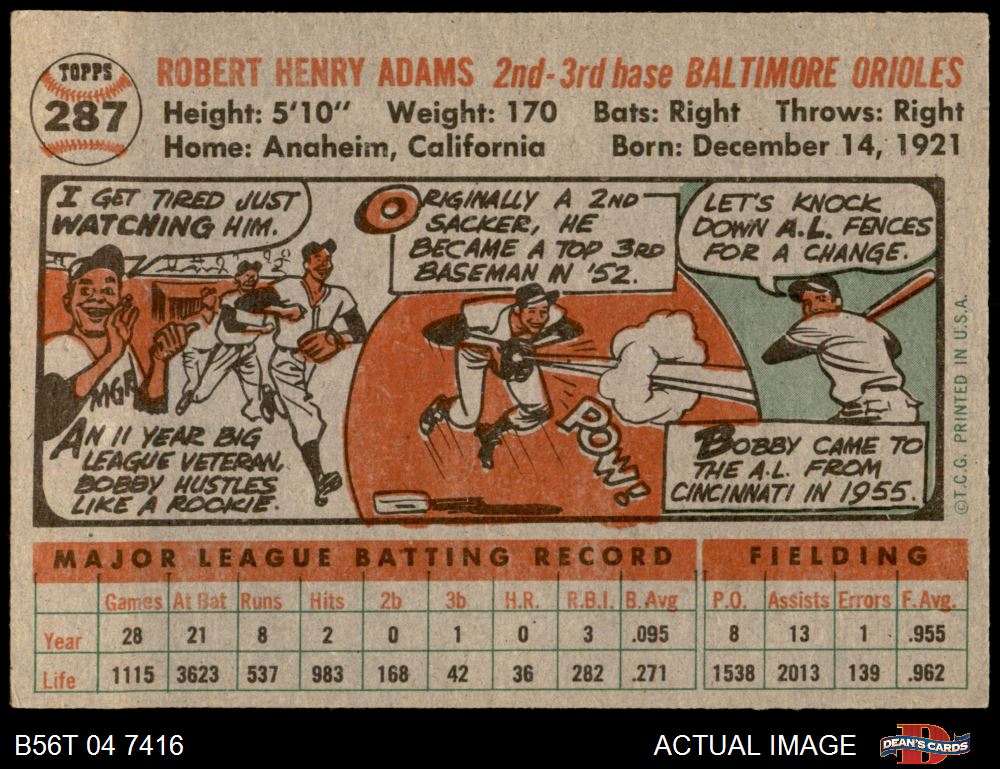 TOPPS
287
ROBERT HENRY ADAMS 2nd-3rd base BALTIMORE ORIOLES
Height: 5'10" Weight: 170 Bats: Right Throws: Right
Home: Anaheim, California Born: December 14, 1921
I GET TIRED JUST
WATCHING HIM.
MGR
AN 11 YEAR BIG
LEAGUE VETERAN,
BOBBY HUSTLES
LIKE A ROOKIE.
ORIGINALLY A 2ND
SACKER, HE
BECAME A TOP 3RD
BASEMAN IN '52.
POW!
LET'S KNOCK
DOWN A.L. FENCES
FOR A CHANGE.
BOBBY CAME TO
THE A.L. FROM
CINCINNATI IN 1955.
©T.C.G. PRINTED IN U.S.A.
MAJOR LEAGUE BATTING RECORD FIELDING
Games At Bat Runs Hits 2b 3b H.R. R.B.I. B.Avg P.O. Assists Errors F.Avg.
Year 28 21 8 2 0 1 0 3 .095 8 13 1 .955
Life 1115 3623 537 983 168 42 36 282 .271 1538 2013 139 .962
B56T 04 7416 ACTUAL IMAGE DEAN'S CARDS